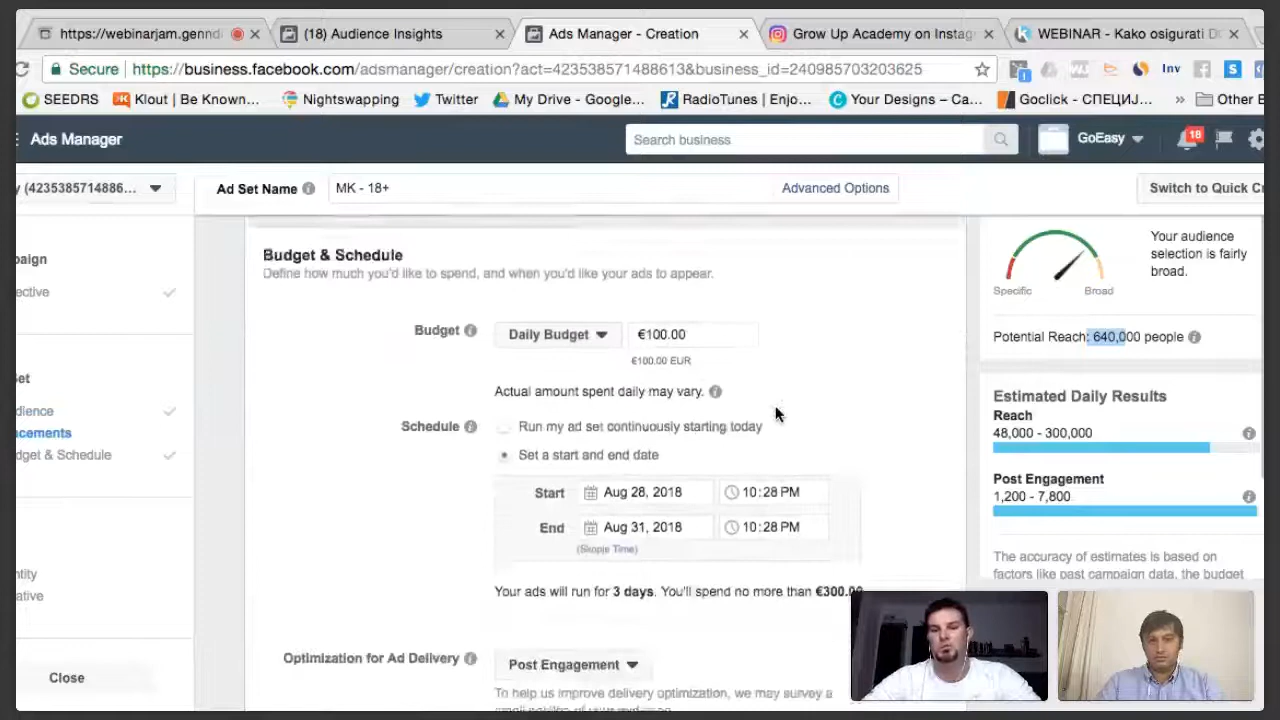 https://webinarjam.gennd
(18) Audience Insights
Ads Manager - Creation
Grow Up Academy on Instag
WEBINAR - Kako osigurati
Secure https://business.facebook.com/adsmanager/creation?act=423538571488613&business_id=240985703203625
Inv
SEEDRS
Klout | Be Known...
Nightswapping
Twitter
My Drive - Google...
RadioTunes | Enjo...
Your Designs – Ca...
Goclick - СПЕЦИЈ...
» Other B
Ads Manager
Search business
GoEasy
18
y (4235385714886...
Ad Set Name
MK - 18+
Advanced Options
Switch to Quick Cr
paign
ective
et
dience
cements
dget & Schedule
ntity
ative
Close
Budget & Schedule
Define how much you'd like to spend, and when you'd like your ads to appear.
Budget
Daily Budget
€100.00
€100.00 EUR
Actual amount spent daily may vary.
Schedule
Run my ad set continuously starting today
Set a start and end date
Start Aug 28, 2018 10:28 PM
End Aug 31, 2018 10:28 PM
(Skopje Time)
Your ads will run for 3 days. You'll spend no more than €300.00
Optimization for Ad Delivery
Post Engagement
To help us improve delivery optimization, we may survey a
Your audience
selection is fairly
broad.
Specific
Broad
Potential Reach: 640,000 people
Estimated Daily Results
Reach
48,000 - 300,000
Post Engagement
1,200 - 7,800
The accuracy of estimates is based on
factors like past campaign data, the budget